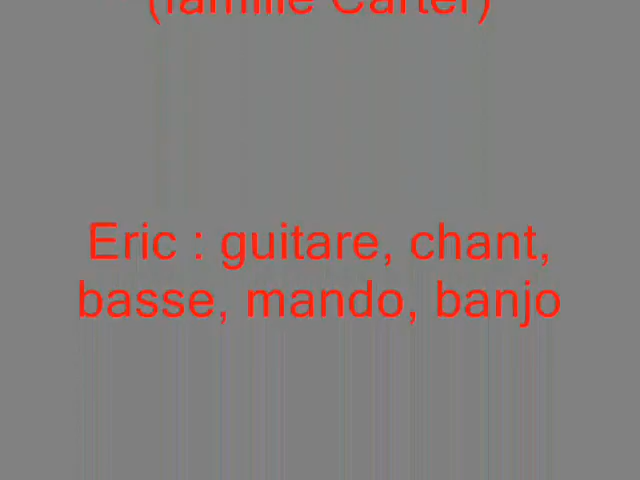 (famille Carter)
Eric : guitare, chant,
basse, mando, banjo